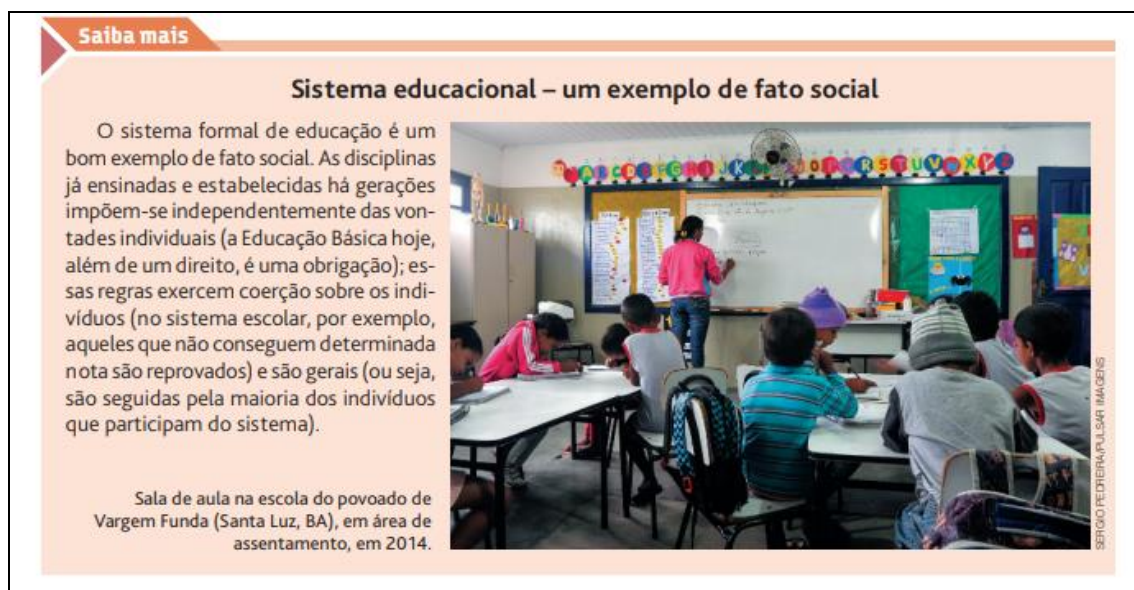 Saiba mais
Sistema educacional – um exemplo de fato social
O sistema formal de educação é um
bom exemplo de fato social. As disciplinas
já ensinadas e estabelecidas há gerações
impõem-se independentemente das von-
tades individuais (a Educação Básica hoje,
além de um direito, é uma obrigação); es-
sas regras exercem coerção sobre os indi-
víduos (no sistema escolar, por exemplo,
aqueles que não conseguem determinada
nota são reprovados) e são gerais (ou seja,
são seguidas pela maioria dos indivíduos
que participam do sistema).
Sala de aula na escola do povoado de
Vargem Funda (Santa Luz, BA), em área de
assentamento, em 2014.
SERGIO PEDREIRA/PULSAR IMAGENS